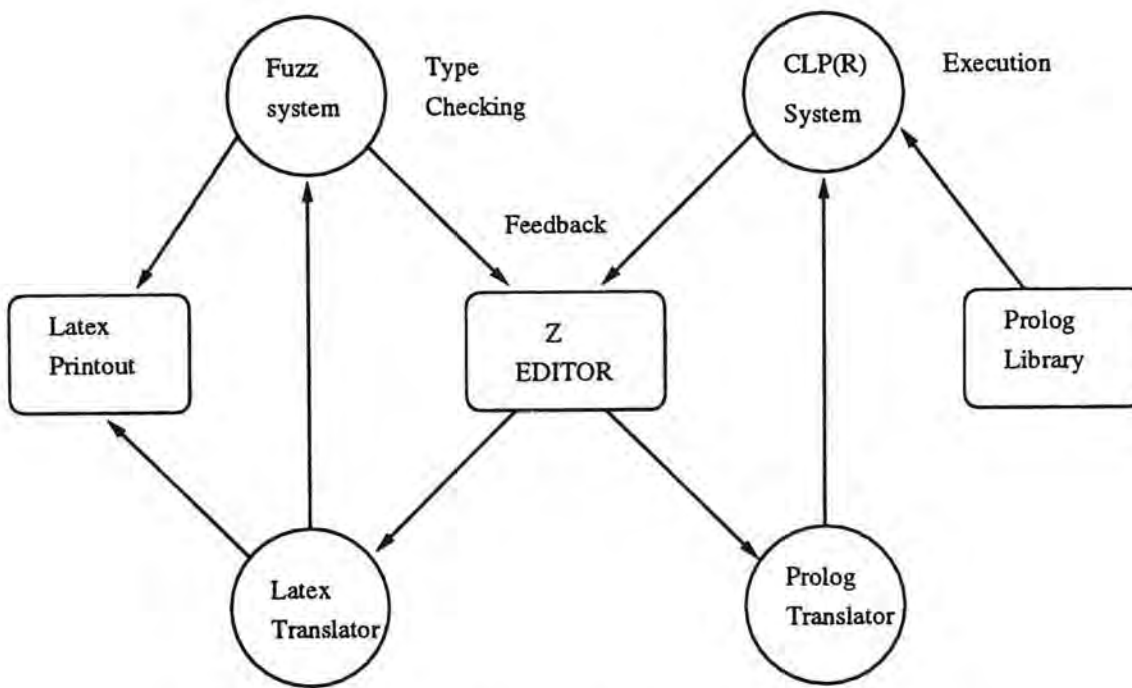 Fuzz
system
Type
Checking
CLP(R)
System
Execution
Feedback
Latex
Printout
Z
EDITOR
Prolog
Library
Latex
Translator
Prolog
Translator